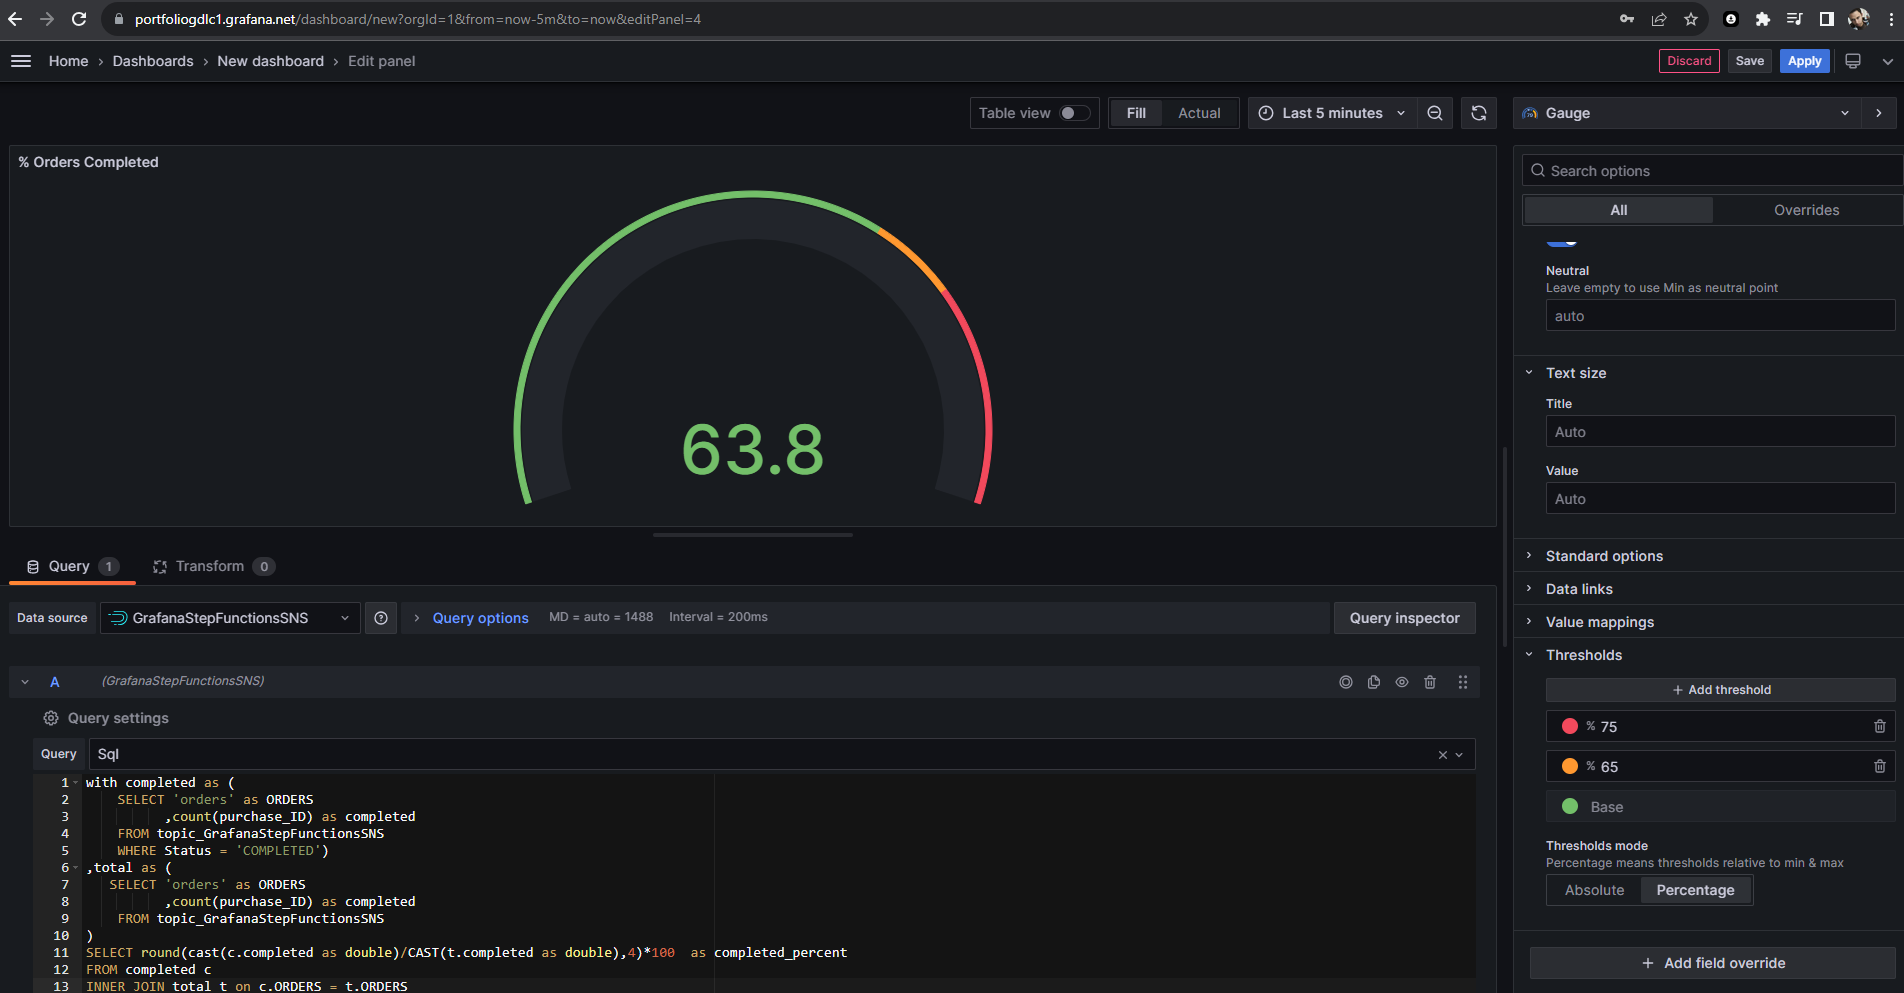 portfoliogdlc1.grafana.net/dashboard/new?orgId=1&from=now-5m&to=now&editPanel=4
Home › Dashboards › New dashboard › Edit panel
Discard Save Apply
Table view Fill Actual Last 5 minutes
Gauge
% Orders Completed
63.8
Search options
All Overrides
Neutral
Leave empty to use Min as neutral point
auto
Text size
Title
Auto
Value
Auto
Standard options
Data links
Value mappings
Thresholds
+ Add threshold
% 75
% 65
Base
Thresholds mode
Percentage means thresholds relative to min & max
Absolute Percentage
+ Add field override
Query 1 Transform 0
Data source GrafanaStepFunctionsSNS Query options MD = auto = 1488 Interval = 200ms Query inspector
A (GrafanaStepFunctionsSNS)
Query settings
Query Sql
1 with completed as (
2 SELECT 'orders' as ORDERS
3 ,count(purchase_ID) as completed
4 FROM topic_GrafanaStepFunctionsSNS
5 WHERE Status = 'COMPLETED')
6 ,total as (
7 SELECT 'orders' as ORDERS
8 ,count(purchase_ID) as completed
9 FROM topic_GrafanaStepFunctionsSNS
10 )
11 SELECT round(cast(c.completed as double)/CAST(t.completed as double),4)*100 as completed_percent
12 FROM completed c
13 INNER JOIN total t on c.ORDERS = t.ORDERS